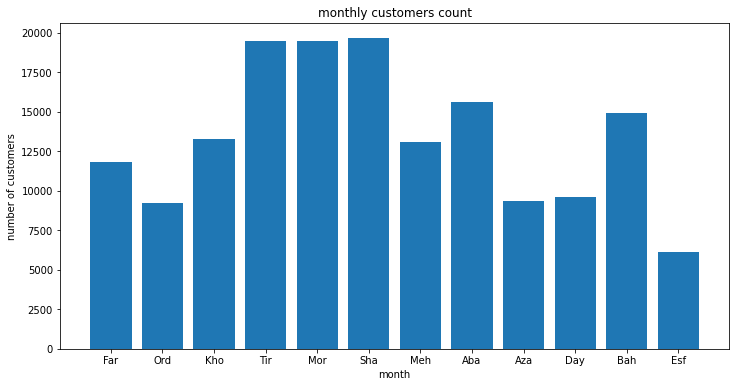 monthly customers count
number of customers
20000
17500
15000
12500
10000
7500
5000
2500
0
Far Ord Kho Tir Mor Sha Meh Aba Aza Day Bah Esf
month